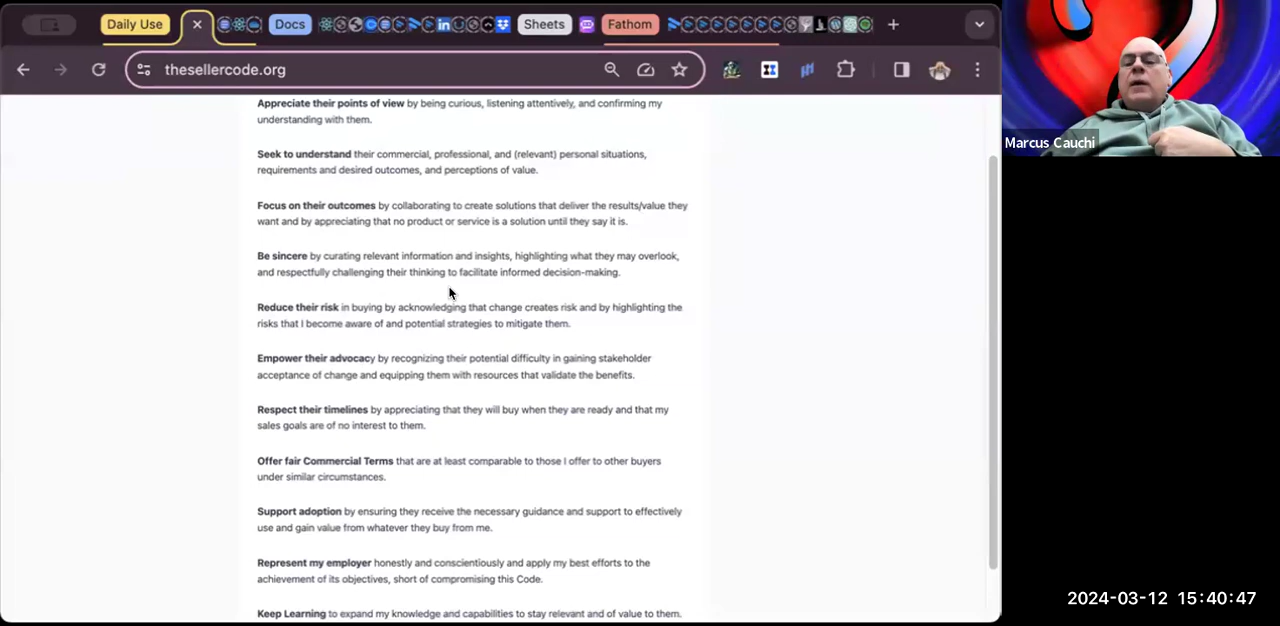 Daily Use
Docs
Sheets
Fathom
thesellercode.org
Appreciate their points of view by being curious, listening attentively, and confirming my
understanding with them.
Seek to understand their commercial, professional, and (relevant) personal situations,
requirements and desired outcomes, and perceptions of value.
Focus on their outcomes by collaborating to create solutions that deliver the results/value they
want and by appreciating that no product or service is a solution until they say it is.
Be sincere by curating relevant information and insights, highlighting what they may overlook,
and respectfully challenging their thinking to facilitate informed decision-making.
Reduce their risk in buying by acknowledging that change creates risk and by highlighting the
risks that I become aware of and potential strategies to mitigate them.
Empower their advocacy by recognizing their potential difficulty in gaining stakeholder
acceptance of change and equipping them with resources that validate the benefits.
Respect their timelines by appreciating that they will buy when they are ready and that my
sales goals are of no interest to them.
Offer fair Commercial Terms that are at least comparable to those I offer to other buyers
under similar circumstances.
Support adoption by ensuring they receive the necessary guidance and support to effectively
use and gain value from whatever they buy from me.
Represent my employer honestly and conscientiously and apply my best efforts to the
achievement of its objectives, short of compromising this Code.
Keep Learning to expand my knowledge and capabilities to stay relevant and of value to them.
Marcus Cauchi
2024-03-12 15:40:47